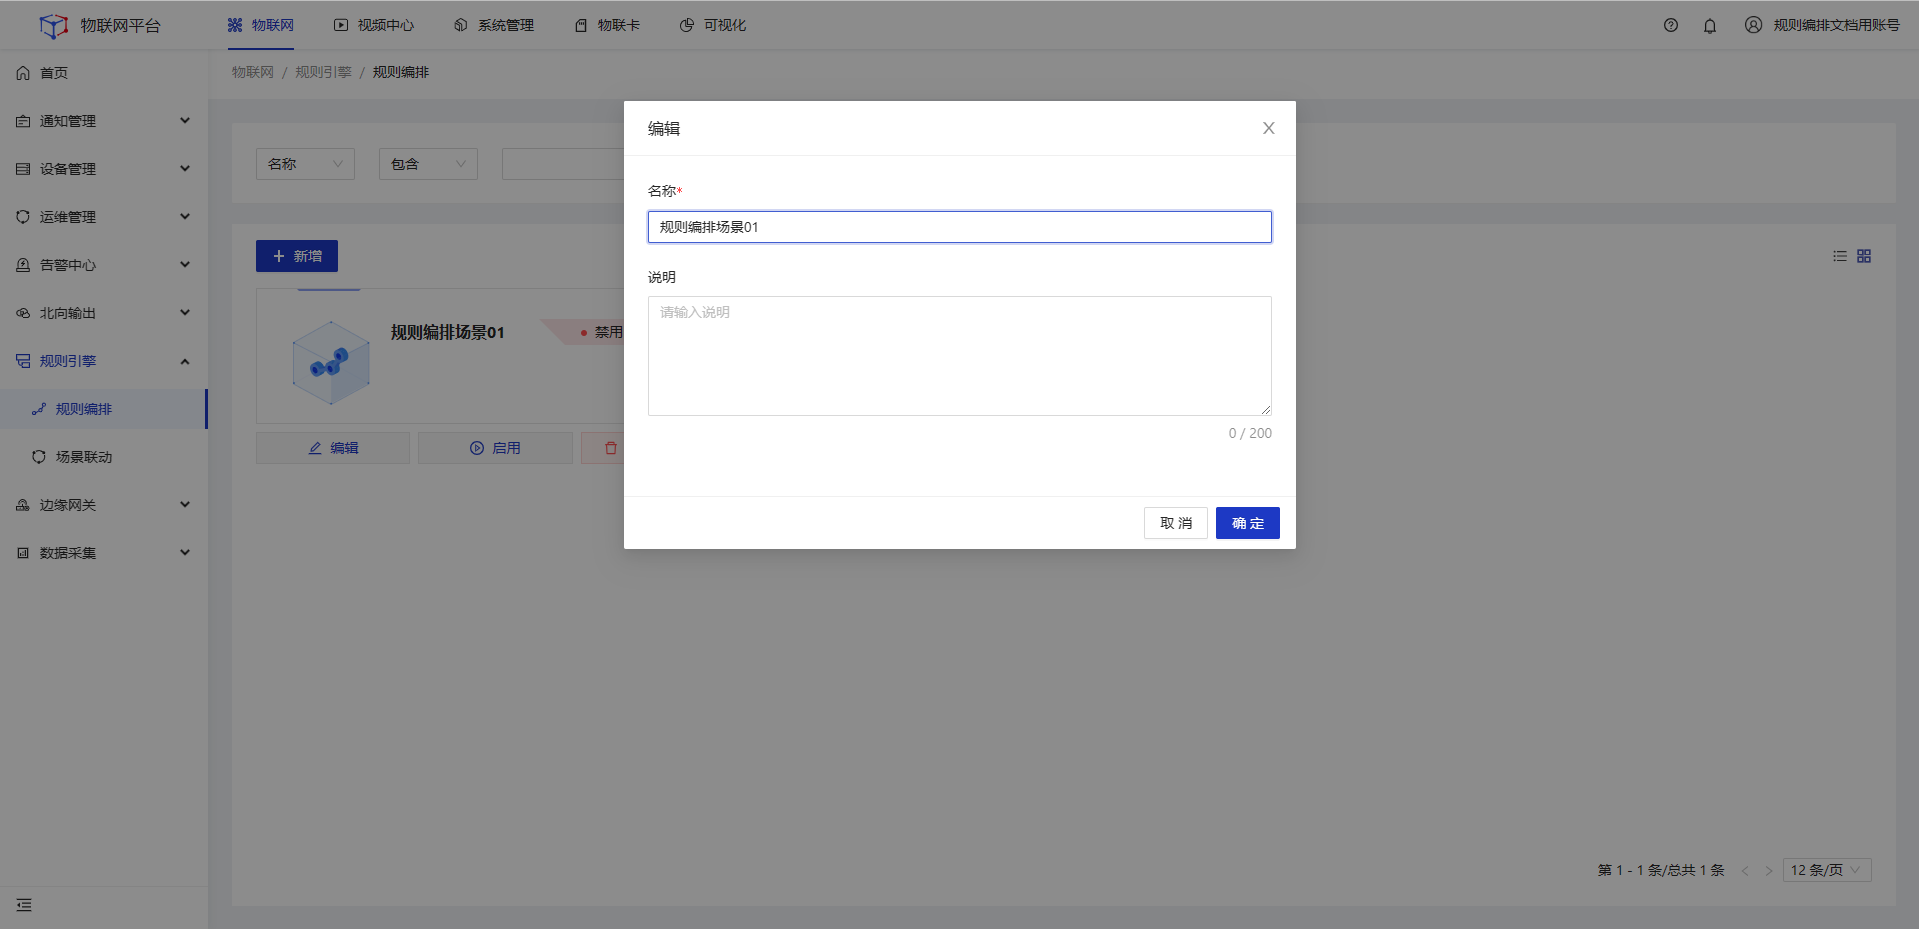 物联网平台
物联网
视频中心
系统管理
物联卡
可视化
规则编排文档用账号
首页
通知管理
设备管理
运维管理
告警中心
北向输出
规则引擎
规则编排
场景联动
边缘网关
数据采集
物联网 / 规则引擎 / 规则编排
名称
包含
新增
规则编排场景01
禁用
编辑
启用
编辑
名称*
规则编排场景01
说明
请输入说明
0 / 200
取 消
确 定
第 1 - 1 条/总共 1 条
12 条/页